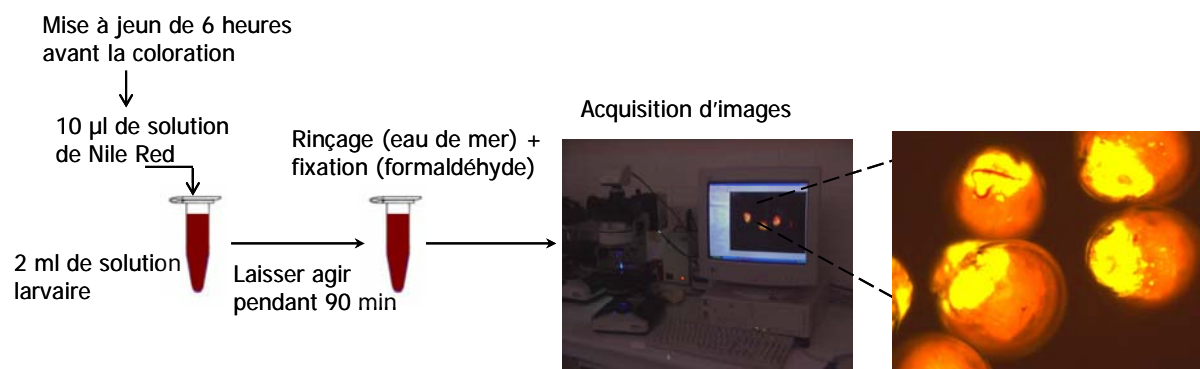 Mise à jeun de 6 heures
avant la coloration
10 µl de solution
de Nile Red
2 ml de solution
larvaire
Laisser agir
pendant 90 min
Rinçage (eau de mer) +
fixation (formaldéhyde)
Acquisition d'images